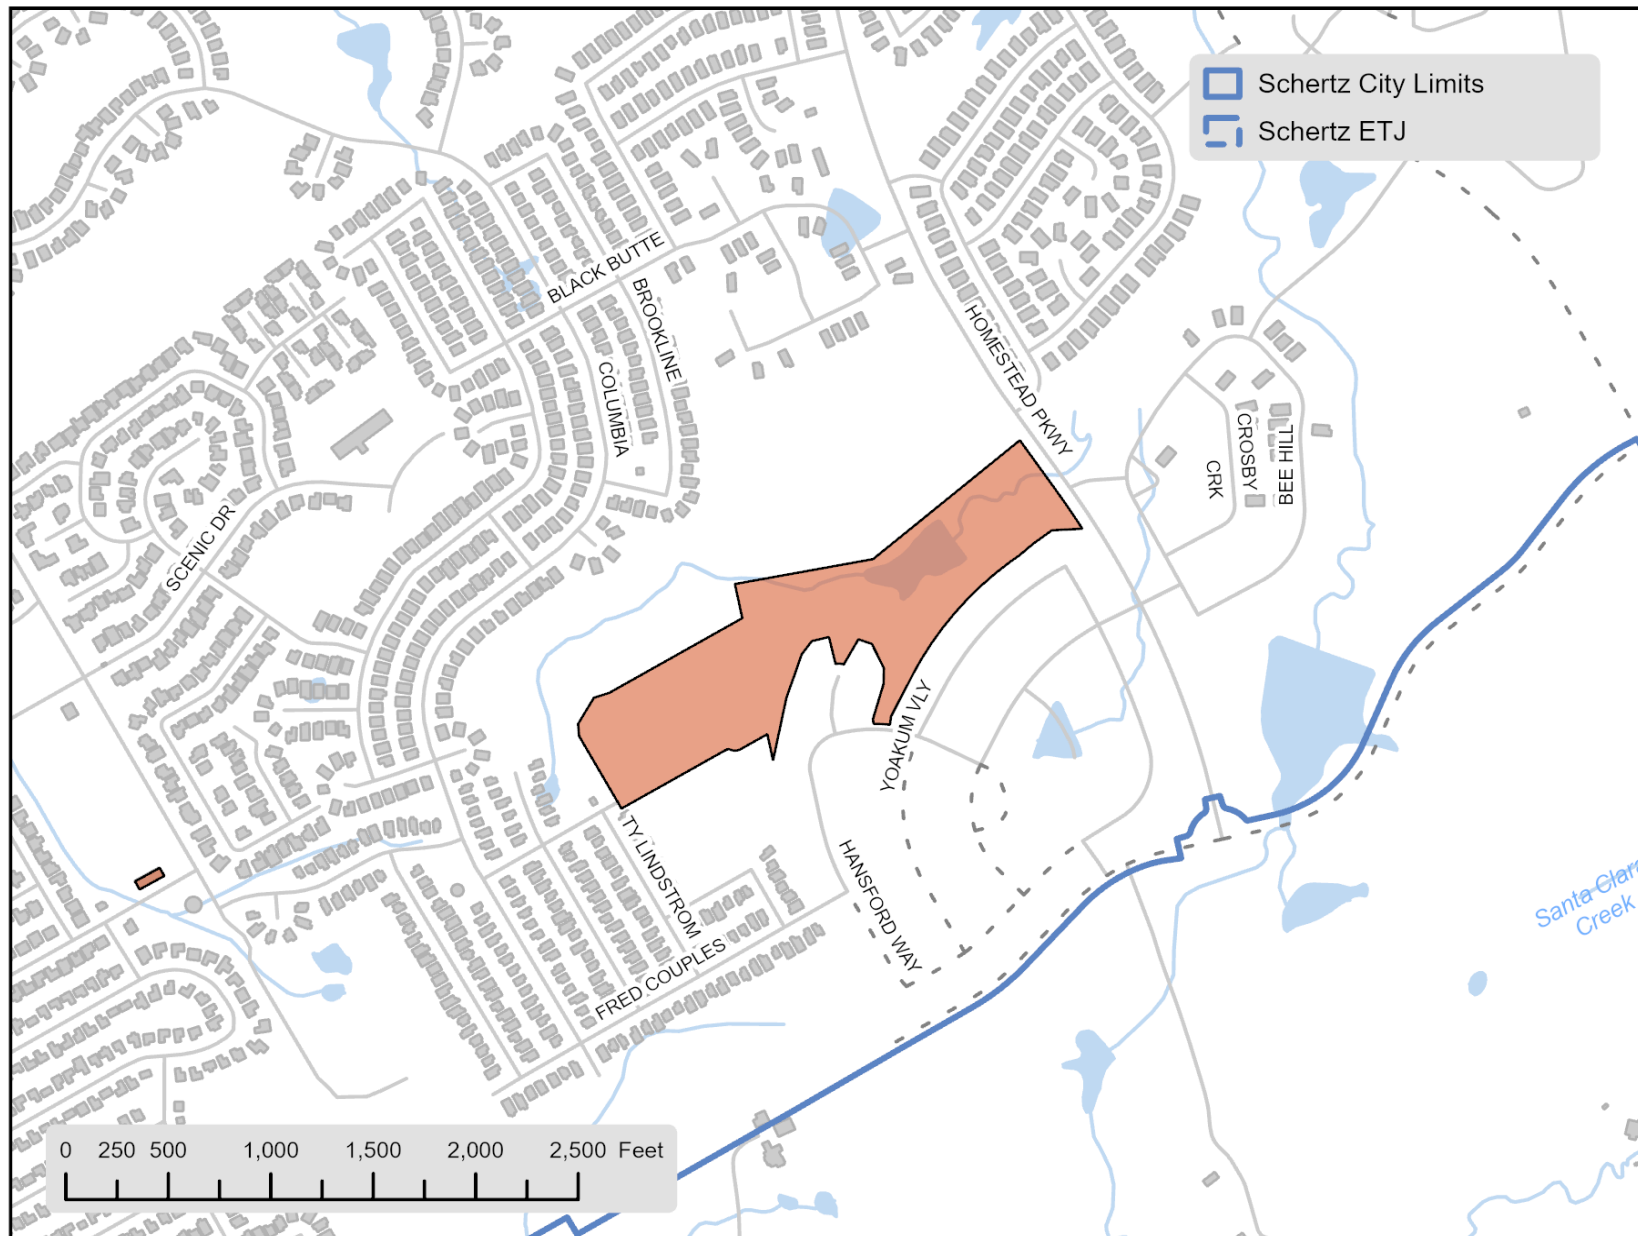 Schertz City Limits
Schertz ETJ
BLACK BUTTE
BROOKLINE
COLUMBIA
HOMESTEAD PKWY
CROSBY
CRK
BEE HILL
SCENIC DR
YOAKUM VLY
TY LINDSTROM
HANSFORD WAY
FRED COUPLES
Santa Clar
Creek
0 250 500 1,000 1,500 2,000 2,500 Feet